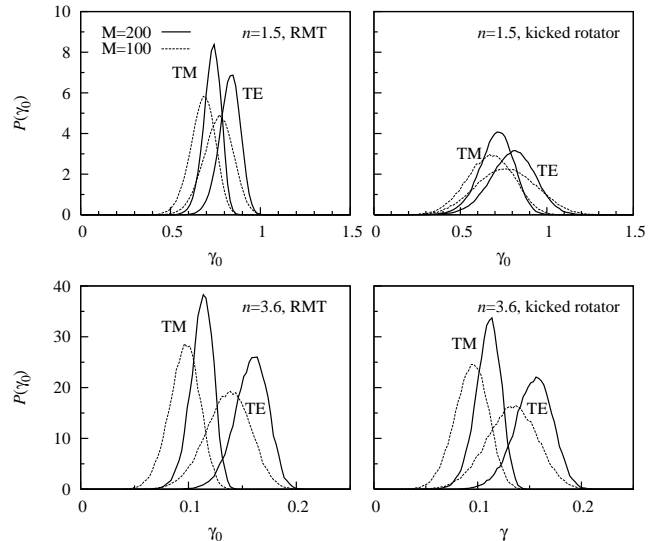 10
8
6
4
2
0
P(γ0)
M=200
M=100
TM
TE
n=1.5, RMT
0 0.5 1 1.5
γ0
n=1.5, kicked rotator
TM
TE
0 0.5 1 1.5
γ0
40
30
20
10
0
P(γ0)
n=3.6, RMT
TM
TE
0 0.1 0.2
γ0
n=3.6, kicked rotator
TM
TE
0 0.1 0.2
γ